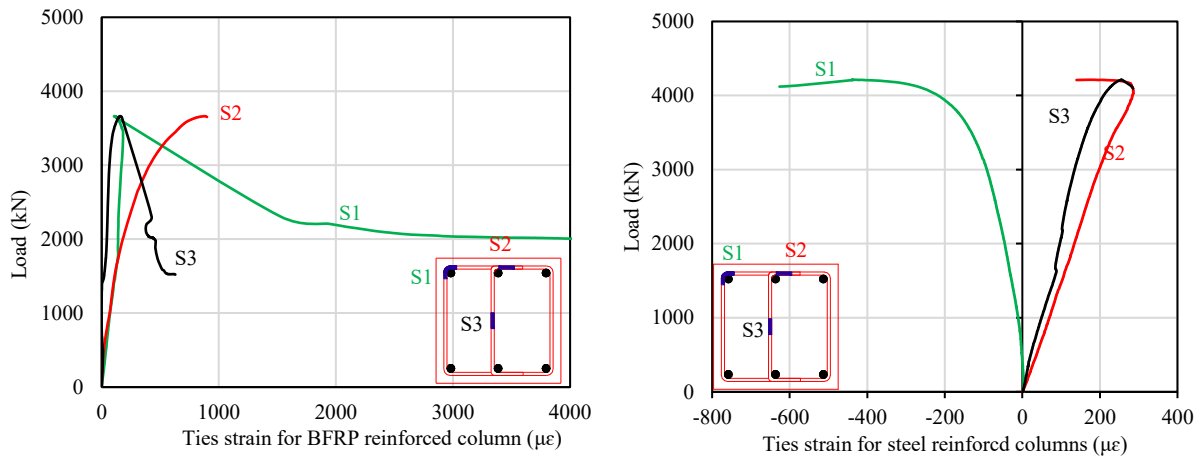 5000
4000
3000
2000
1000
0
Load (kN)
S2
S1
S3
S2
S1
S3
0
1000
2000
3000
4000
Ties strain for BFRP reinforced column (με)
5000
4000
3000
2000
1000
0
Load (kN)
S1
S3
S2
S1
S2
S3
-800
-600
-400
-200
0
200
400
Ties strain for steel reinforcd columns (με)